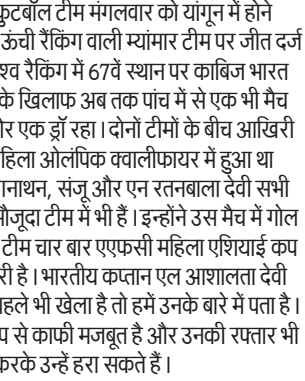 फुटबॉल टीम मंगलवार को यांगून में होने
ऊंची रैंकिंग वाली म्यांमार टीम पर जीत दर्ज
श्व रैंकिंग में 67वें स्थान पर काबिज भारत
के खिलाफ अब तक पांच में से एक भी मैच
र एक ड्रॉ रहा। दोनों टीमों के बीच आखिरी
हिला ओलंपिक क्वालीफायर में हुआ था
गनाथन, संजू और एन रतनबाला देवी सभी
मौजूदा टीम में भी हैं। इन्होंने उस मैच में गोल
टीम चार बार एएफसी महिला एशियाई कप
री है। भारतीय कप्तान एल आशालता देवी
हले भी खेला है तो हमें उनके बारे में पता है।
प से काफी मजबूत है और उनकी रफ्तार भी
करके उन्हें हरा सकते हैं।